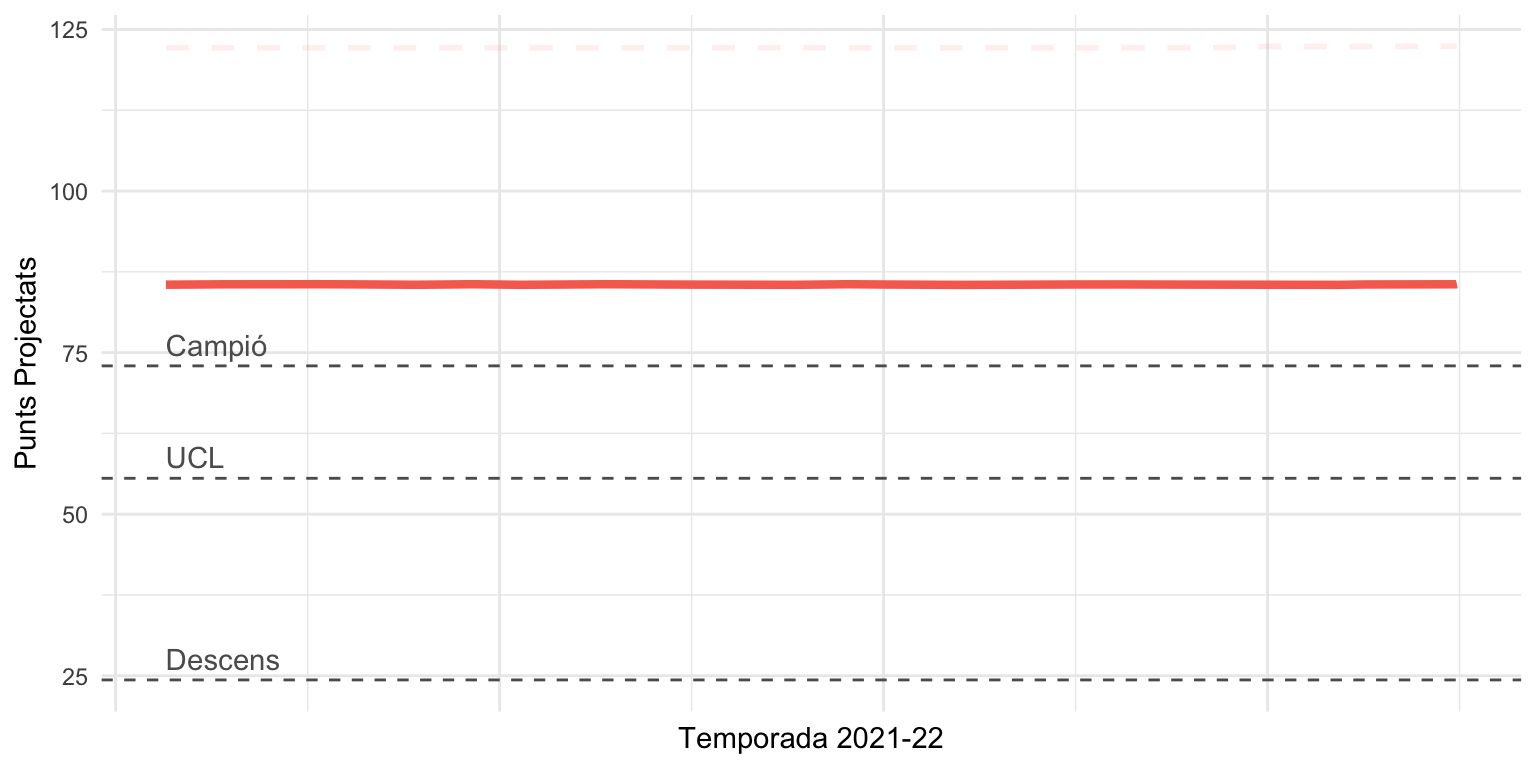 125
100
75
50
25
Punts Projectats
Campió
UCL
Descens
Temporada 2021-22